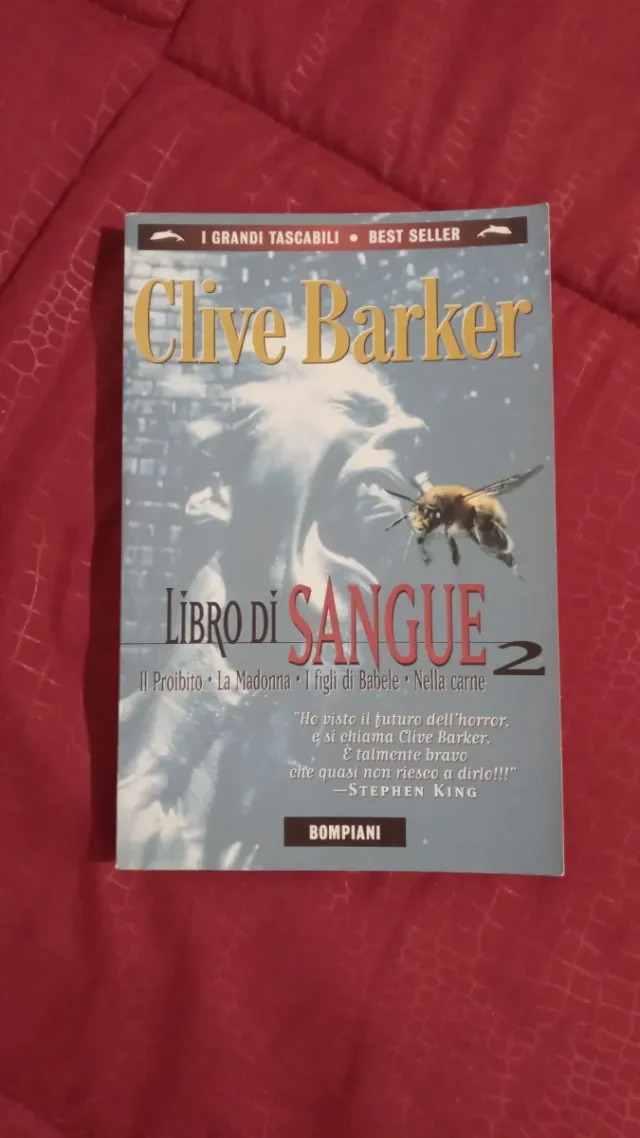 I GRANDI TASCABILI • BEST SELLER
Clive Barker
LIBRO DI SANGUE 2
Il Proibito • La Madonna • I figli di Babele • Nella carne
"Ho visto il futuro dell'horror,
e si chiama Clive Barker.
È talmente bravo
che quasi non riesco a dirlo!!!"
—STEPHEN KING
BOMPIANI